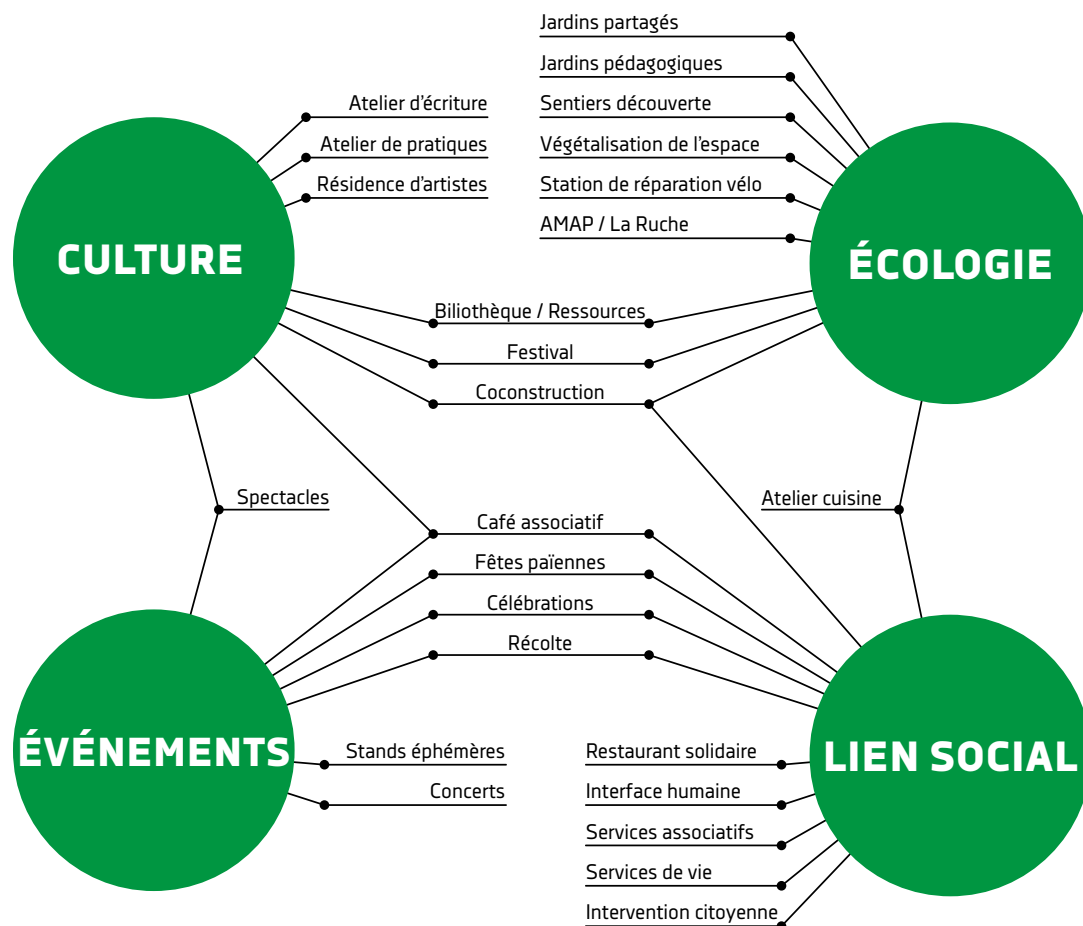 Jardins partagés
Jardins pédagogiques
Atelier d'écriture
Sentiers découverte
Atelier de pratiques
Végétalisation de l'espace
Résidence d'artistes
Station de réparation vélo
AMAP / La Ruche
CULTURE
ÉCOLOGIE
Biliothèque / Ressources
Festival
Coconstruction
Spectacles
Atelier cuisine
Café associatif
Fêtes païennes
Célébrations
Récolte
ÉVÉNEMENTS
LIEN SOCIAL
Stands éphémères
Restaurant solidaire
Concerts
Interface humaine
Services associatifs
Services de vie
Intervention citoyenne